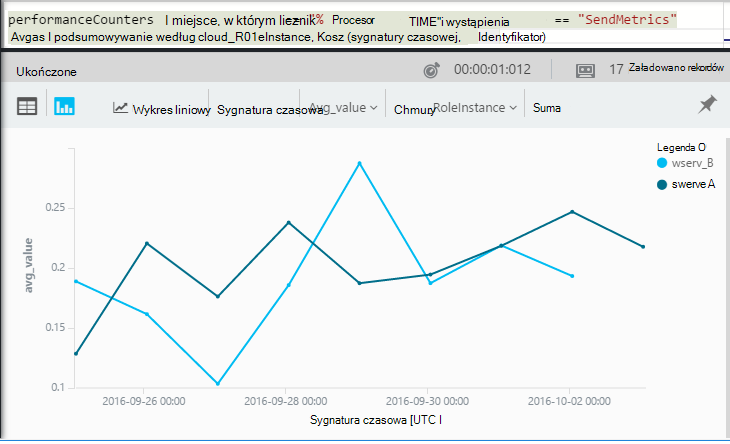 performanceCounters I miejsce, w którym licznik % Procesor TIME"i wystąpienia == "SendMetrics"
Avgas I podsumowywanie według cloud_R01eInstance, Kosz (sygnatury czasowej, Identyfikator)
Ukończone 00:00:01:012 17 Załadowano rekordów
Wykres liniowy Sygnatura czasowa Avg_value Chmury RoleInstance Suma
Legenda O
wserv_B
swerve A
avg_value
0.25
0.2
0.15
0.1
2016-09-26 00:00 2016-09-28 00:00 2016-09-30 00:00 2016-10-02 00:00
Sygnatura czasowa [UTC I